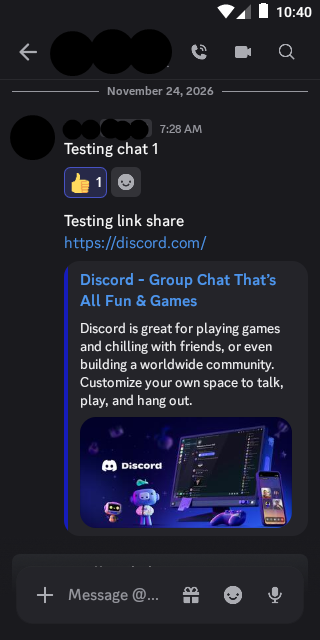 10:40
November 24, 2026
7:28 AM
Testing chat 1
👍 1
Testing link share
https://discord.com/
Discord - Group Chat That's
All Fun & Games
Discord is great for playing games
and chilling with friends, or even
building a worldwide community.
Customize your own space to talk,
play, and hang out.
Discord
Message @...